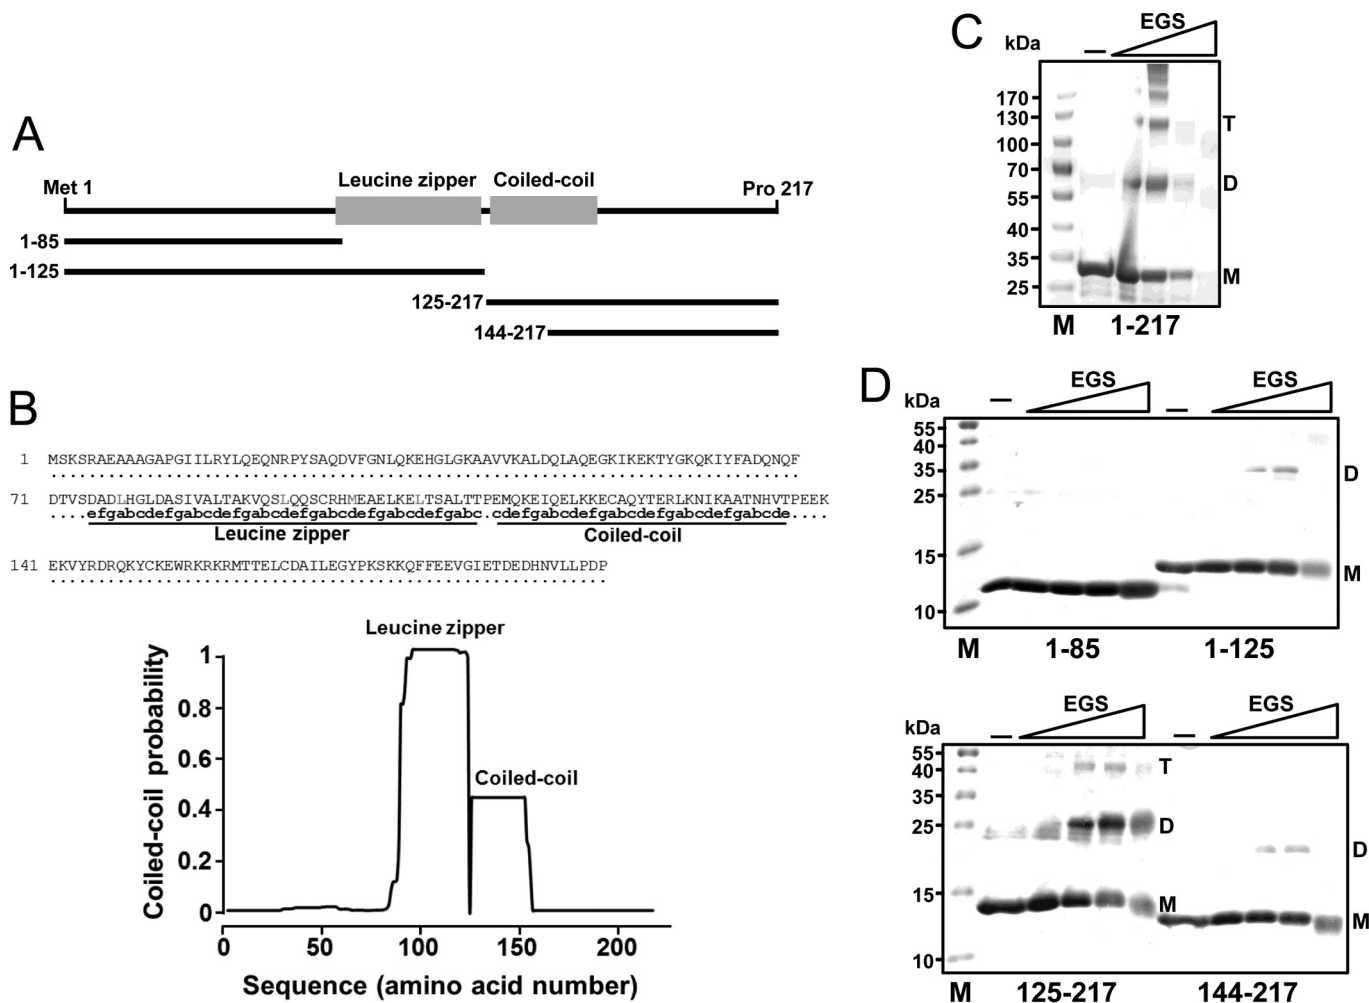 A
Met 1
Leucine zipper
Coiled-coil
Pro 217
1-85
1-125
125-217
144-217
B
1 MSKSRAEAAAGAPGIILRYLQEQNRPYSAQDVFGNLQKEHGLGKAAVVKALDQLAQEGKIKEKTYGKQKIYFADQNQF
71 DTVSDADLHGLDASIVALTAKVQSLQQSCRHMEAELKELTSALTTPEMQKEIQELKKECAQYTERLKNIKAATNHVTPEEK
....efgabcdefgabcdefgabcdefgabcdefgabcdefgabc.cdefgabcdefgabcdefgabcdefgabcde....
Leucine zipper
Coiled-coil
141 EKVYRDRQKYCKEWRKRKRMTTELCDAILEGYPKSKKQFFEEVGIETDEDHNVLLPDP
Leucine zipper
Coiled-coil
Coiled-coil probability
1
0.8
0.6
0.4
0.2
0
0 50 100 150 200
Sequence (amino acid number)
C
EGS
kDa
–
170
130
100
70
55
40
35
25
T
D
M
M 1-217
D
kDa
–
EGS
–
EGS
55
40
35
25
15
10
D
M
M 1-85 1-125
kDa
–
EGS
–
EGS
55
40
35
25
15
10
T
D
M
D
M
M 125-217 144-217